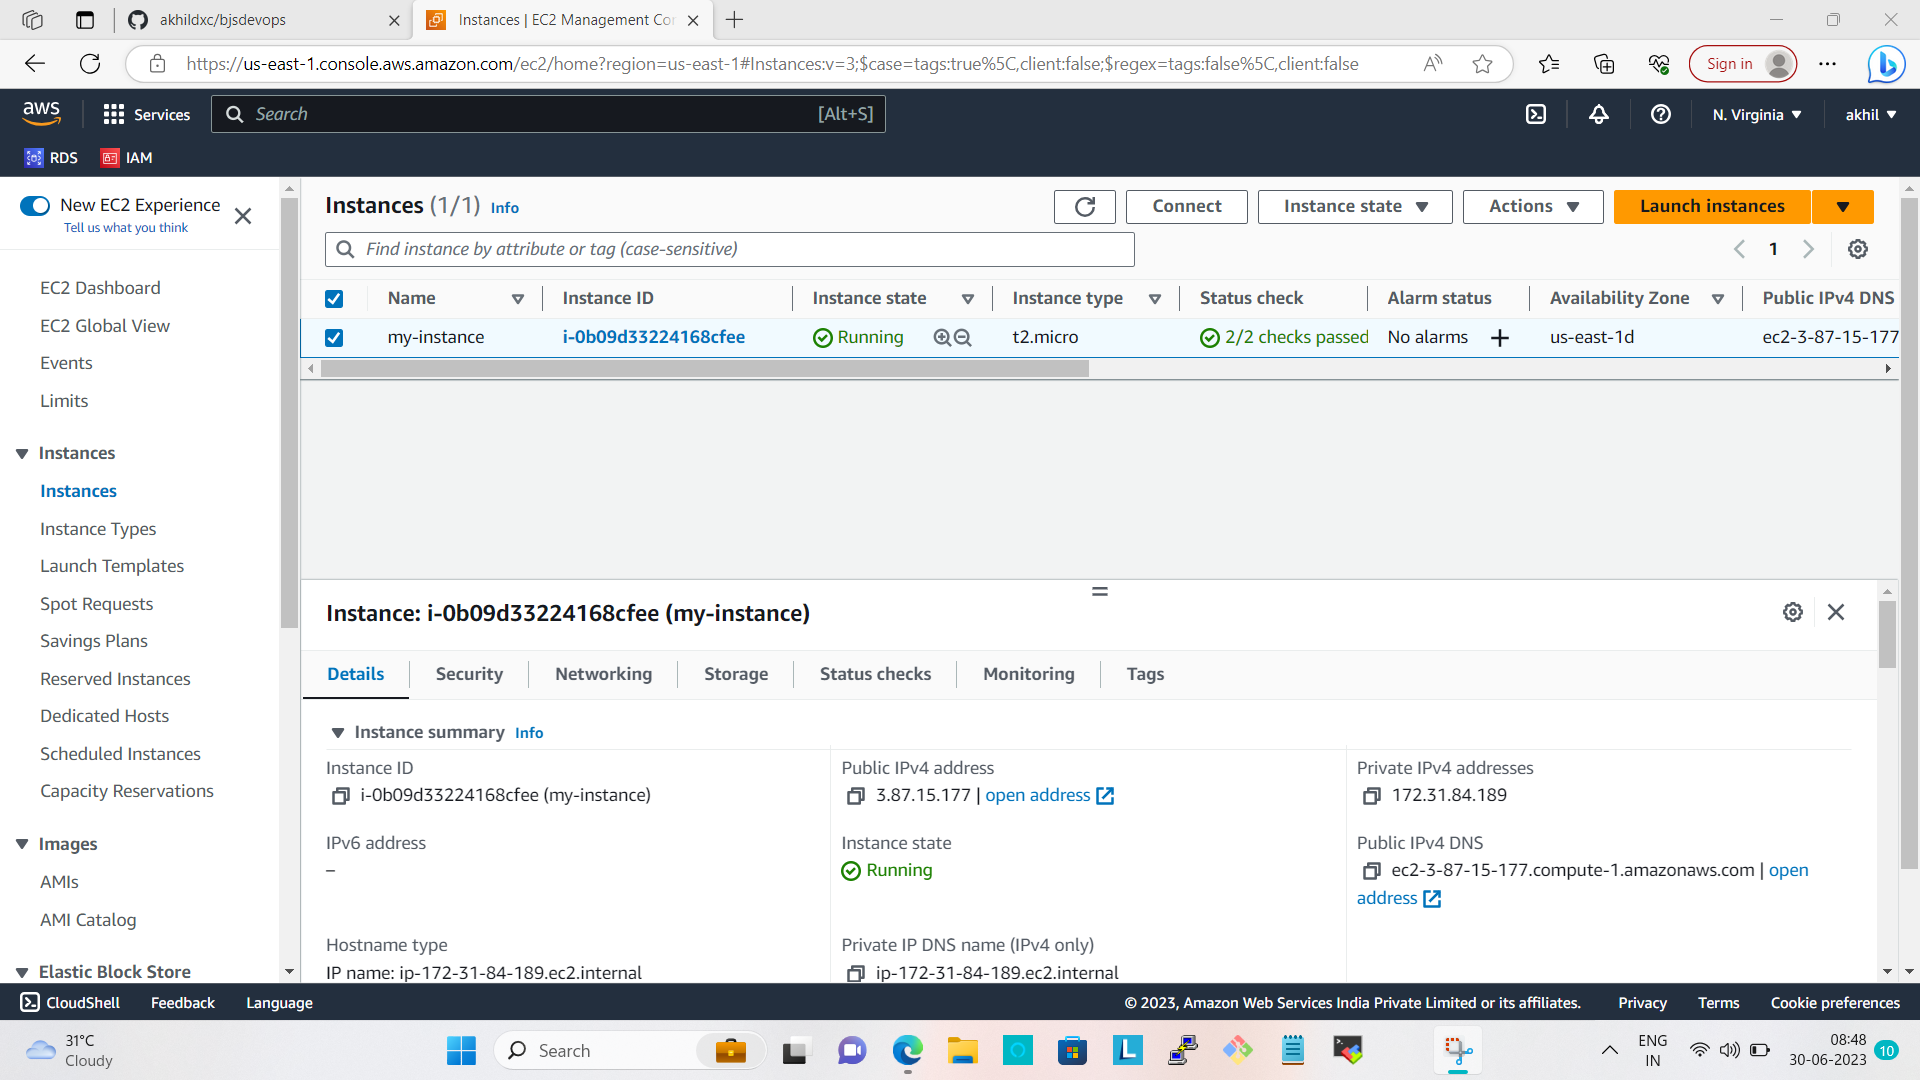 akhildxc/bjsdevops
Instances | EC2 Management Co
https://us-east-1.console.aws.amazon.com/ec2/home?region=us-east-1#Instances:v=3;$case=tags:true%5C,client:false;$regex=tags:false%5C,client:false
Sign in
aws
Services
Search
[Alt+S]
N. Virginia
akhil
RDS
IAM
New EC2 Experience
Tell us what you think
EC2 Dashboard
EC2 Global View
Events
Limits
Instances
Instances
Instance Types
Launch Templates
Spot Requests
Savings Plans
Reserved Instances
Dedicated Hosts
Scheduled Instances
Capacity Reservations
Images
AMIs
AMI Catalog
Elastic Block Store
Instances (1/1) Info
Connect
Instance state
Actions
Launch instances
Find instance by attribute or tag (case-sensitive)
1
Name Instance ID Instance state Instance type Status check Alarm status Availability Zone Public IPv4 DNS
my-instance i-0b09d33224168cfee Running t2.micro 2/2 checks passed No alarms us-east-1d ec2-3-87-15-177
Instance: i-0b09d33224168cfee (my-instance)
Details Security Networking Storage Status checks Monitoring Tags
Instance summary Info
Instance ID
i-0b09d33224168cfee (my-instance)
Public IPv4 address
3.87.15.177 | open address
Private IPv4 addresses
172.31.84.189
IPv6 address
–
Instance state
Running
Public IPv4 DNS
ec2-3-87-15-177.compute-1.amazonaws.com | open
address
Hostname type
IP name: ip-172-31-84-189.ec2.internal
Private IP DNS name (IPv4 only)
ip-172-31-84-189.ec2.internal
CloudShell Feedback Language
© 2023, Amazon Web Services India Private Limited or its affiliates. Privacy Terms Cookie preferences
31°C
Cloudy
Search
L
ENG
IN
08:48
30-06-2023
10